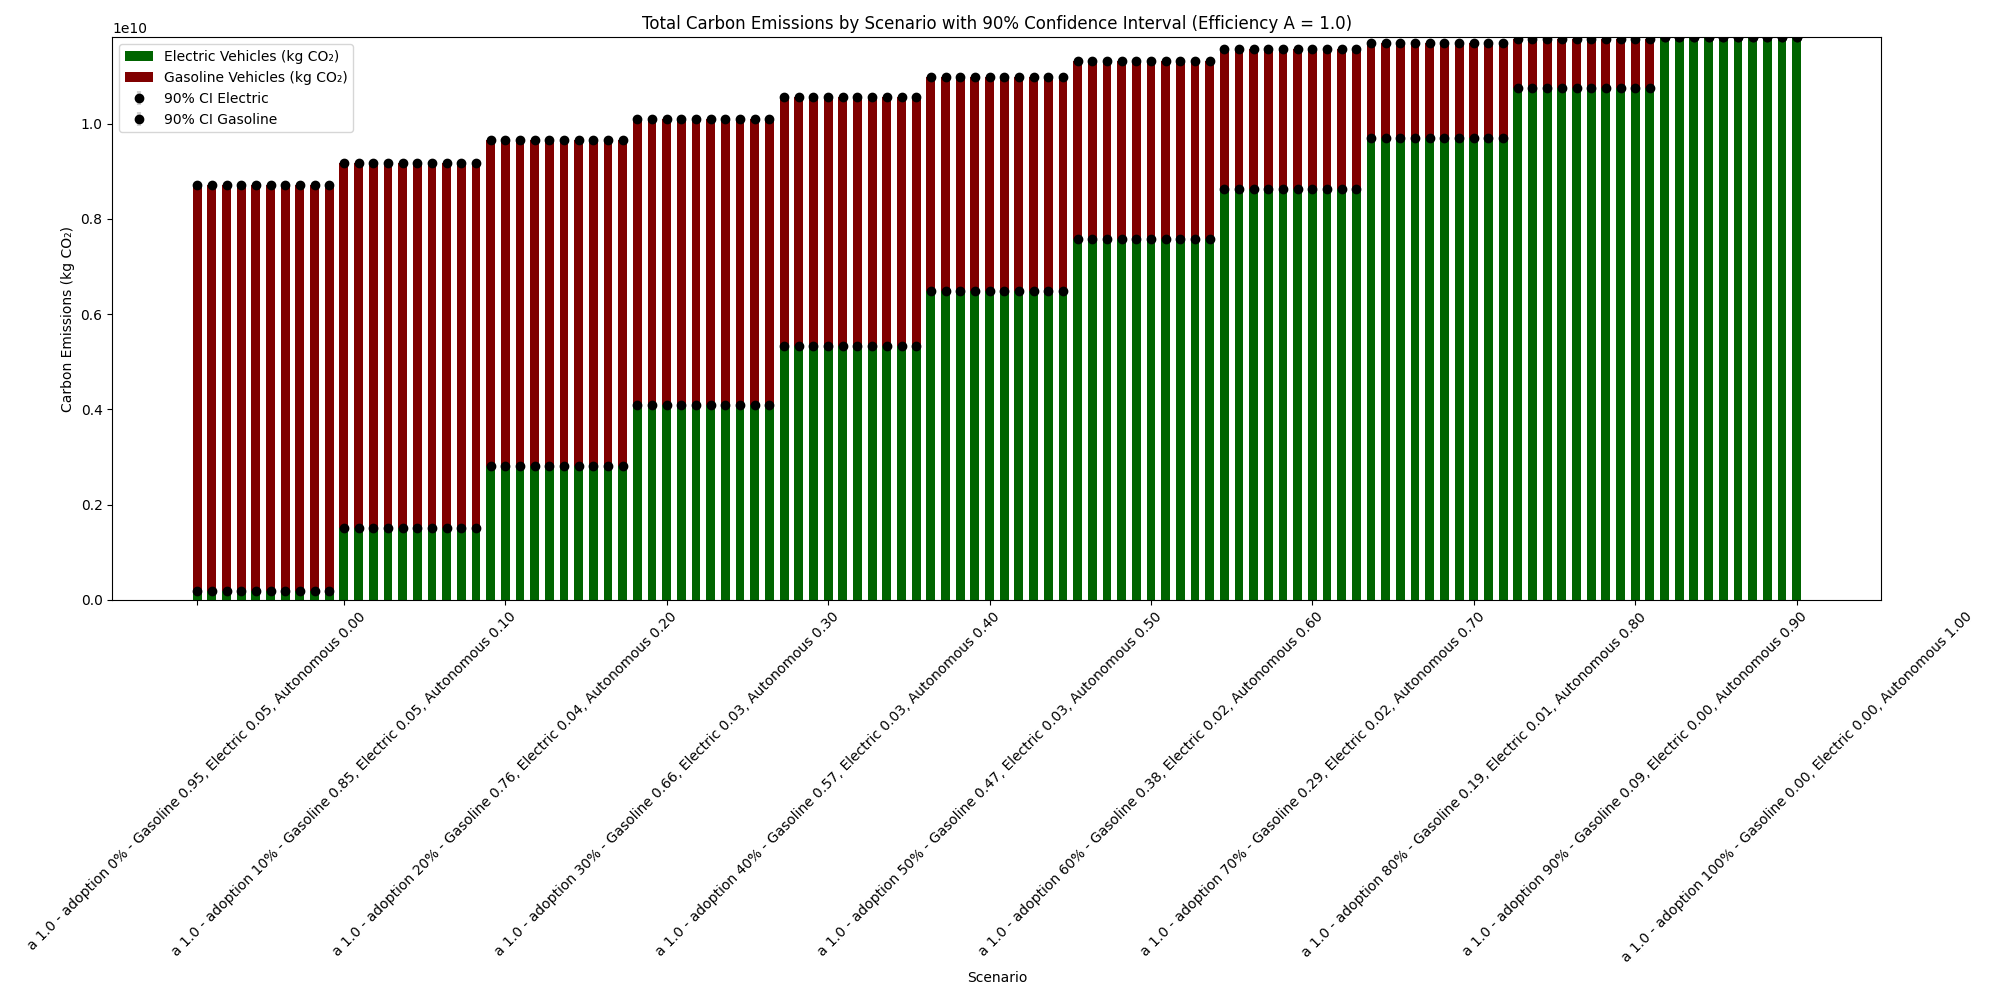 Total Carbon Emissions by Scenario with 90% Confidence Interval (Efficiency A = 1.0)
1e10
Electric Vehicles (kg CO₂)
Gasoline Vehicles (kg CO₂)
90% CI Electric
90% CI Gasoline
1.0
0.8
0.6
0.4
0.2
0.0
Carbon Emissions (kg CO₂)
a 1.0 - adoption 0% - Gasoline 0.95, Electric 0.05, Autonomous 0.00
a 1.0 - adoption 10% - Gasoline 0.85, Electric 0.05, Autonomous 0.10
a 1.0 - adoption 20% - Gasoline 0.76, Electric 0.04, Autonomous 0.20
a 1.0 - adoption 30% - Gasoline 0.66, Electric 0.03, Autonomous 0.30
a 1.0 - adoption 40% - Gasoline 0.57, Electric 0.03, Autonomous 0.40
a 1.0 - adoption 50% - Gasoline 0.47, Electric 0.03, Autonomous 0.50
a 1.0 - adoption 60% - Gasoline 0.38, Electric 0.02, Autonomous 0.60
a 1.0 - adoption 70% - Gasoline 0.29, Electric 0.02, Autonomous 0.70
a 1.0 - adoption 80% - Gasoline 0.19, Electric 0.01, Autonomous 0.80
a 1.0 - adoption 90% - Gasoline 0.09, Electric 0.00, Autonomous 0.90
a 1.0 - adoption 100% - Gasoline 0.00, Electric 0.00, Autonomous 1.00
Scenario